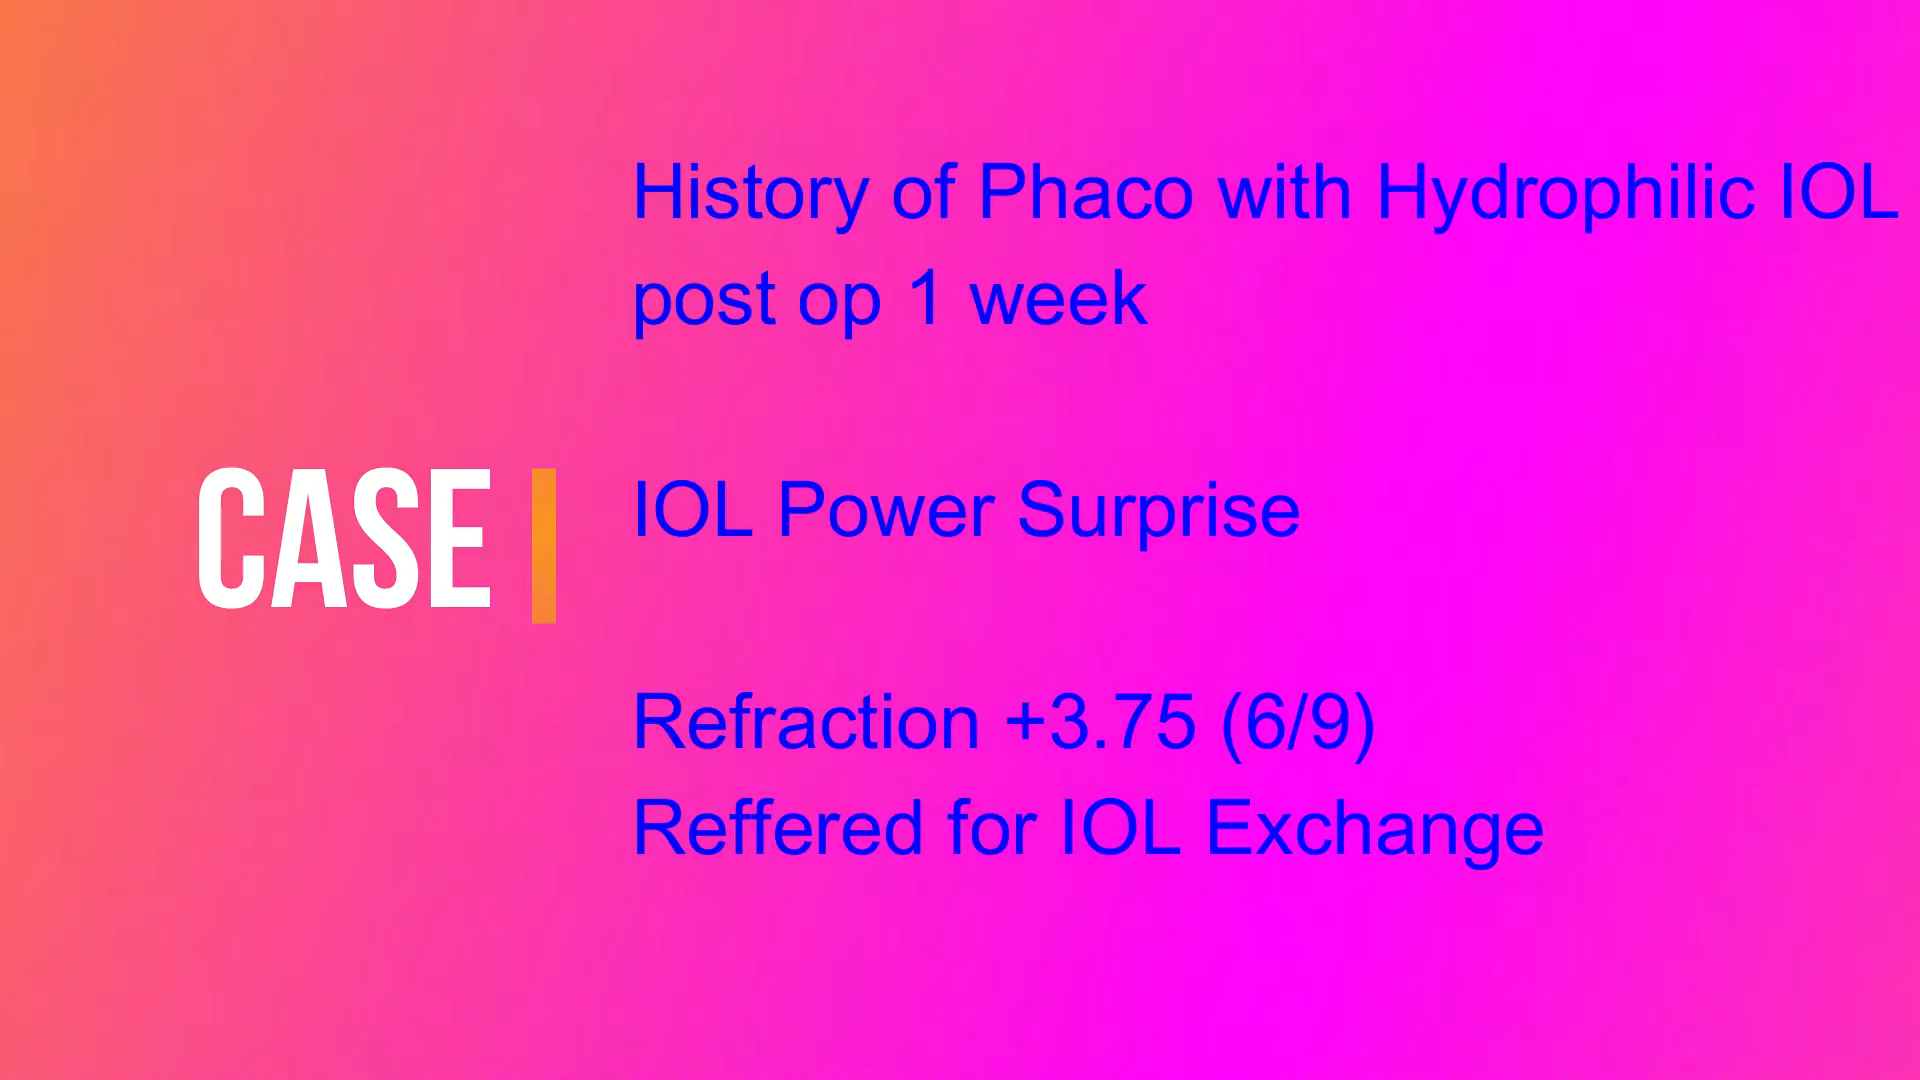 CASE
History of Phaco with Hydrophilic IOL
post op 1 week
IOL Power Surprise
Refraction +3.75 (6/9)
Reffered for IOL Exchange